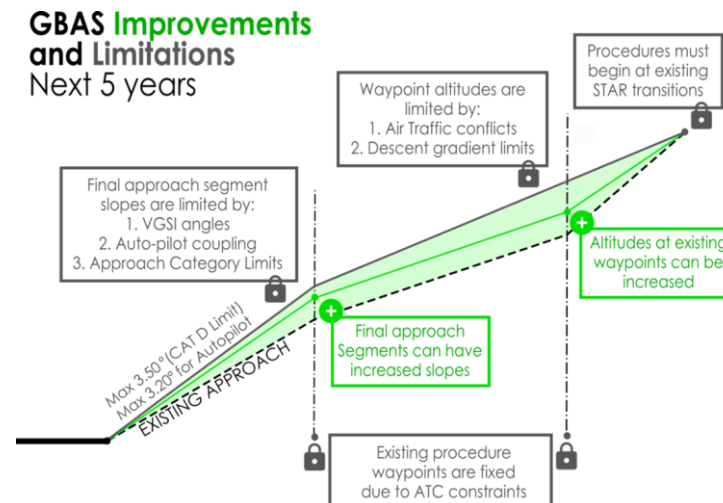 GBAS Improvements
and Limitations
Next 5 years
Procedures must
begin at existing
STAR transitions
Waypoint altitudes are
limited by:
1. Air Traffic conflicts
2. Descent gradient limits
Final approach segment
slopes are limited by:
1. VGSI angles
2. Auto-pilot coupling
3. Approach Category Limits
Altitudes at existing
waypoints can be
increased
Final approach
Segments can have
increased slopes
Max 3.50° (CAT D Limit)
Max 3.20° for Autopilot
EXISTING APPROACH
Existing procedure
waypoints are fixed
due to ATC constraints